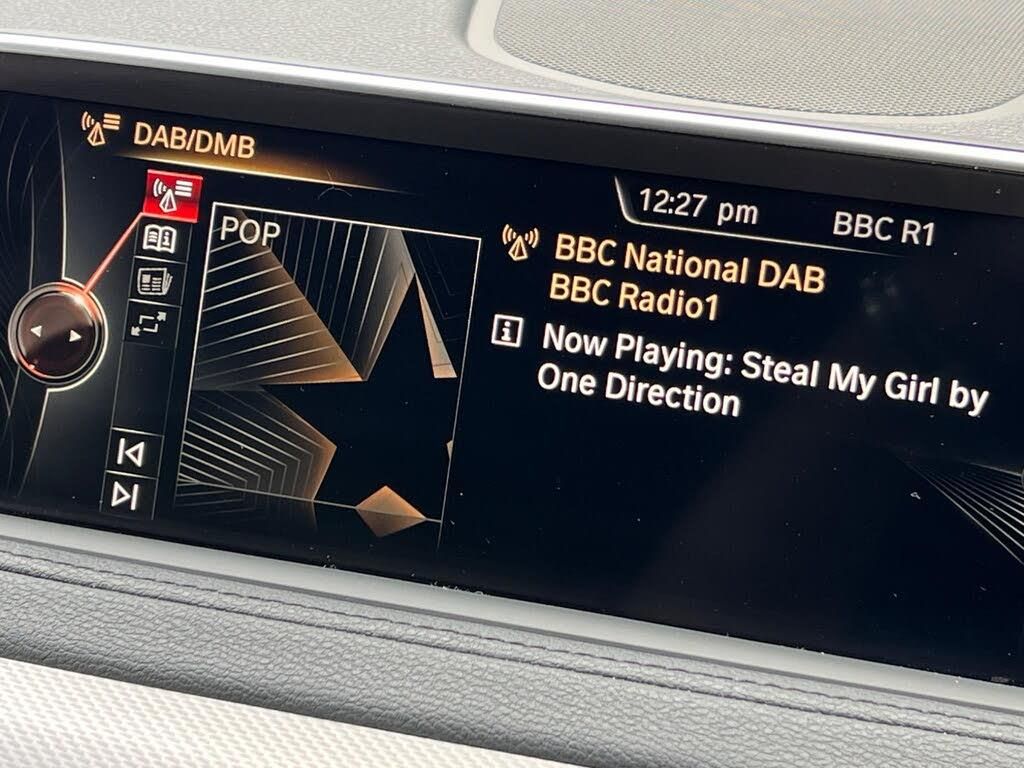 DAB/DMB
12:27 pm
BBC R1
POP
BBC National DAB
BBC Radio1
Now Playing: Steal My Girl by
One Direction